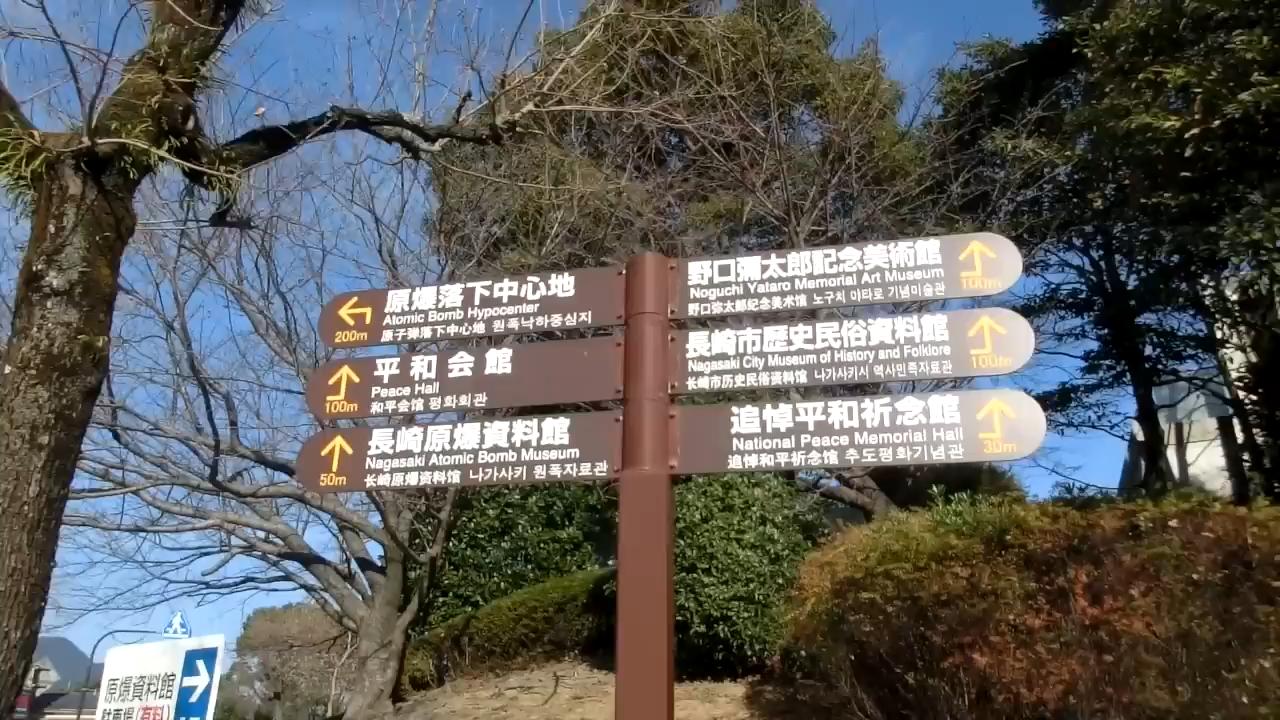 原爆落下中心地
Atomic Bomb Hypocenter
原子弹落下中心地 원폭낙하중심지
200m
平和会館
Peace Hall
和平会馆 평화회관
100m
長崎原爆資料館
Nagasaki Atomic Bomb Museum
长崎原爆资料馆 나가사키 원폭자료관
50m
野口彌太郎記念美術館
Noguchi Yataro Memorial Art Museum
野口弥太郎纪念美术馆 노구치 야타로 기념미술관
100m
長崎市歴史民俗資料館
Nagasaki City Museum of History and Folklore
长崎市历史民俗资料馆 나가사키시 역사민족자료관
100m
追悼平和祈念館
National Peace Memorial Hall
追悼和平祈念馆 추도평화기념관
30m
原爆資料館
駐車場(有料)